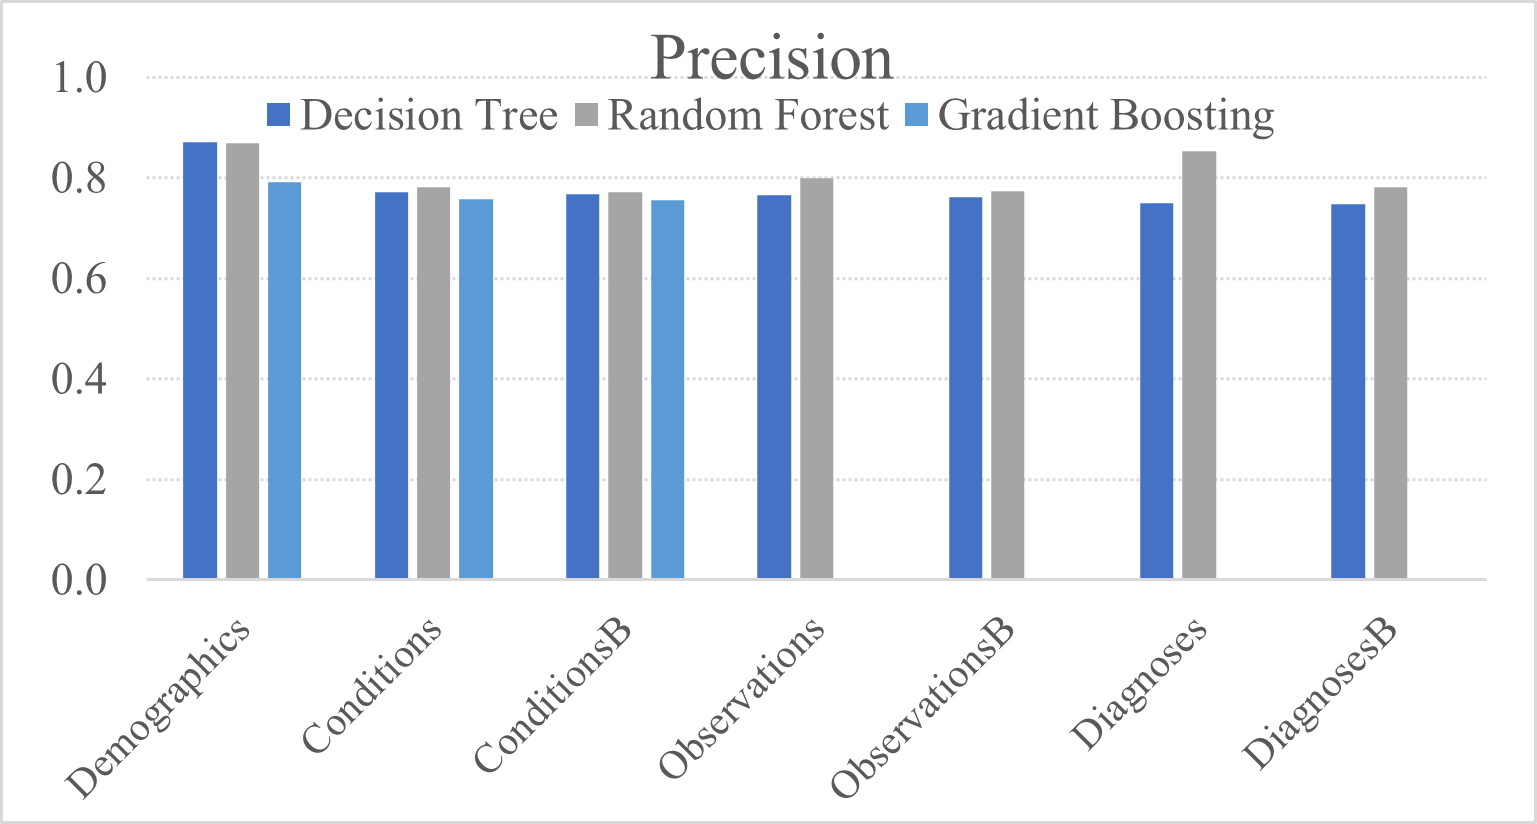 Precision
1.0
Decision Tree Random Forest Gradient Boosting
0.8
0.6
0.4
0.2
0.0
Demographics
Conditions
ConditionsB
Observations
ObservationsB
Diagnoses
DiagnosesB